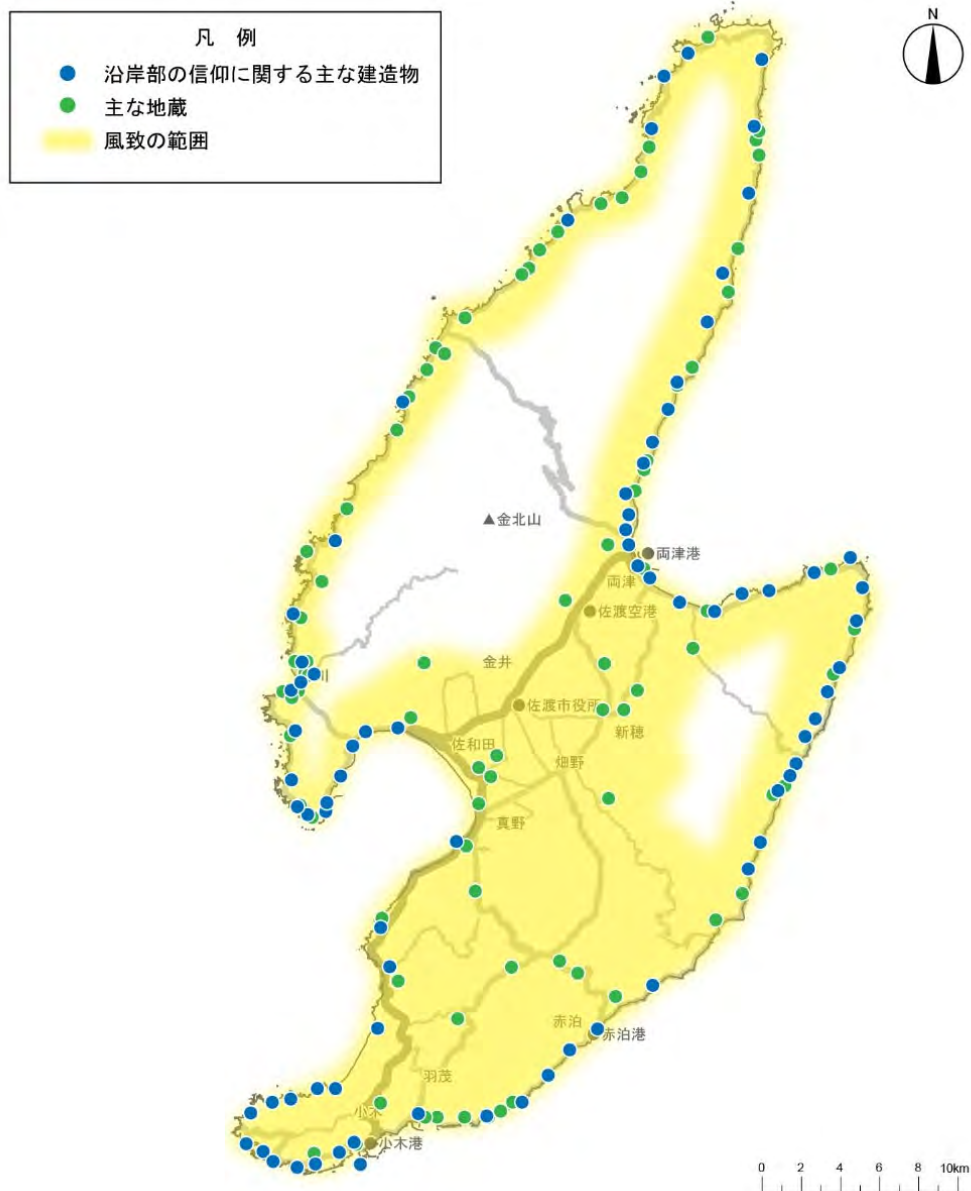 凡 例
沿岸部の信仰に関する主な建造物
主な地蔵
風致の範囲
N
▲金北山
両津港
両津
佐渡空港
金井
川
佐渡市役所
新穂
佐和田
畑野
真野
赤泊
赤泊港
羽茂
小木
小木港
0 2 4 6 8 10km